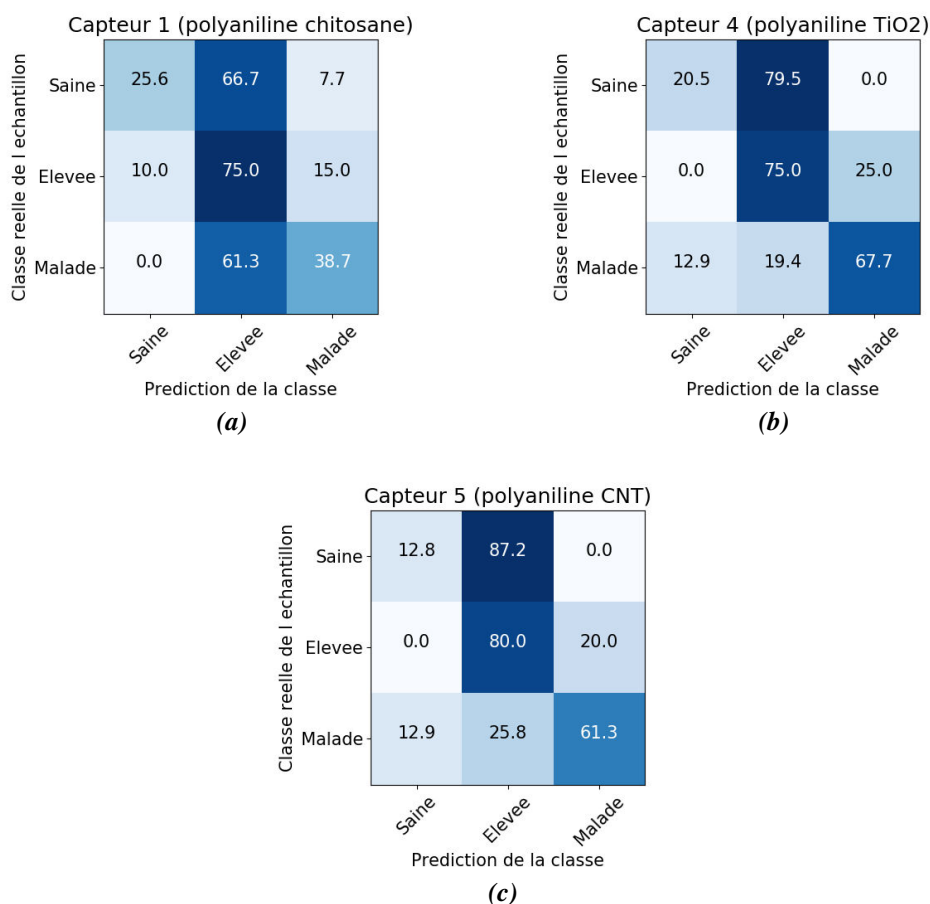 Capteur 1 (polyaniline chitosane)
Classe reelle de l echantillon
Saine 25.6 66.7 7.7
Elevee 10.0 75.0 15.0
Malade 0.0 61.3 38.7
Saine Elevee Malade
Prediction de la classe
(a)
Capteur 4 (polyaniline TiO2)
Classe reelle de l echantillon
Saine 20.5 79.5 0.0
Elevee 0.0 75.0 25.0
Malade 12.9 19.4 67.7
Saine Elevee Malade
Prediction de la classe
(b)
Capteur 5 (polyaniline CNT)
Classe reelle de l echantillon
Saine 12.8 87.2 0.0
Elevee 0.0 80.0 20.0
Malade 12.9 25.8 61.3
Saine Elevee Malade
Prediction de la classe
(c)